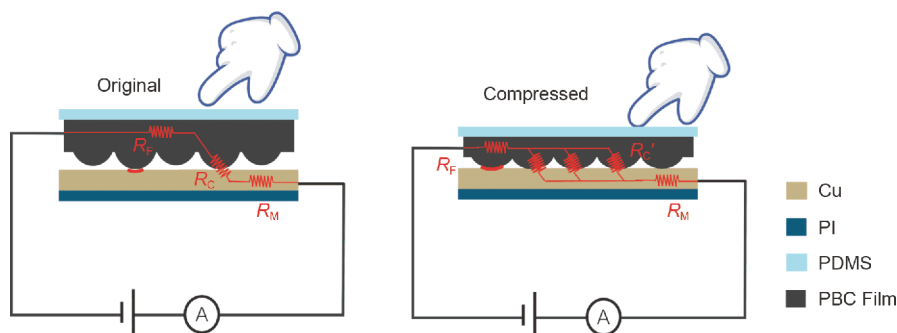 Original
R_F
R_C
R_M
A
Compressed
R_F
R_C'
R_M
A
Cu
PI
PDMS
PBC Film